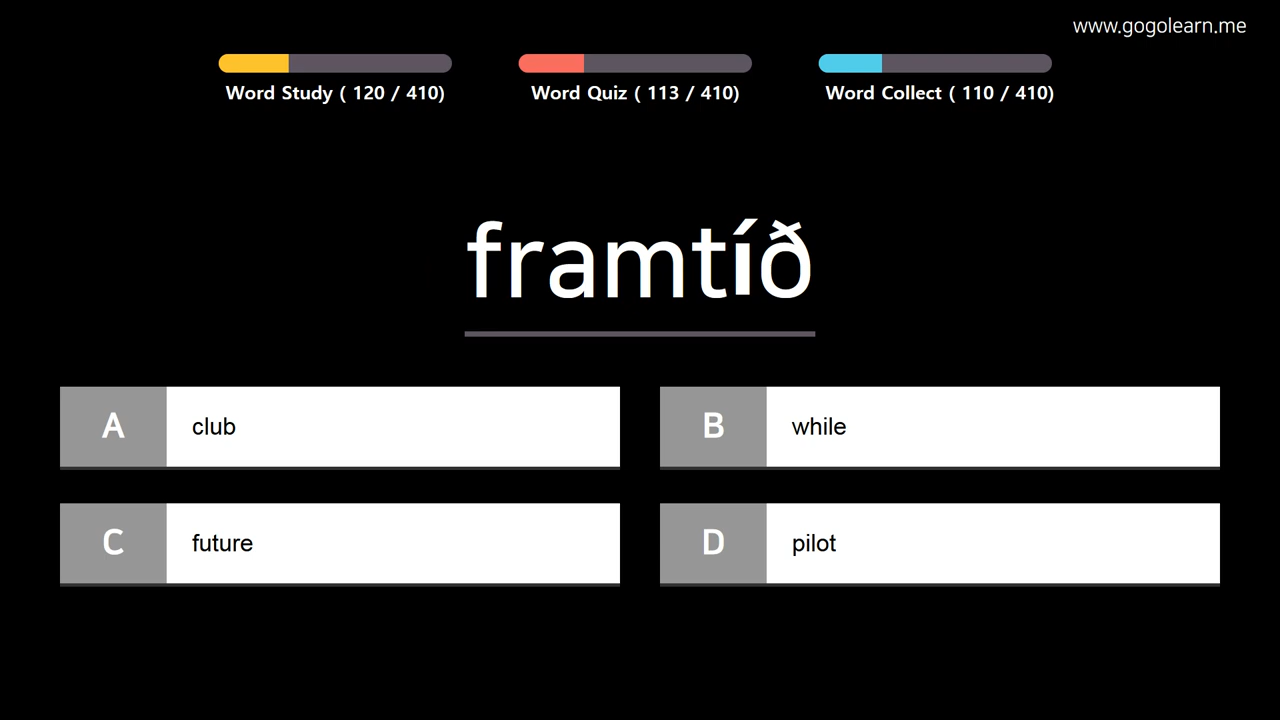 www.gogolearn.me
Word Study ( 120 / 410)
Word Quiz ( 113 / 410)
Word Collect ( 110 / 410)
framtíð
A club
B while
C future
D pilot